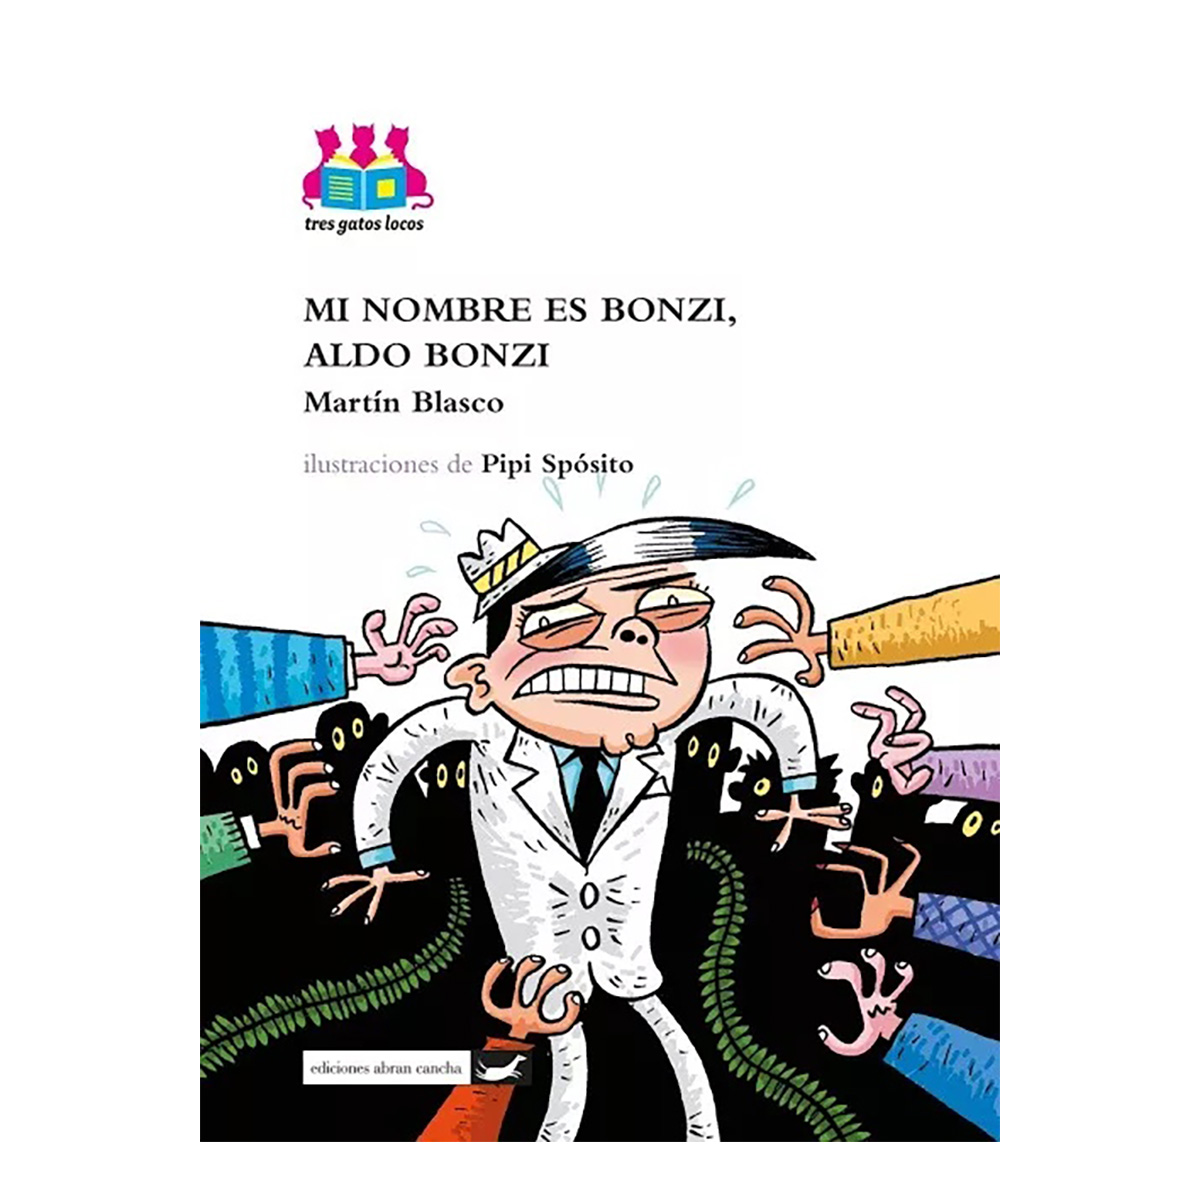 tres gatos locos
MI NOMBRE ES BONZI,
ALDO BONZI
Martín Blasco
ilustraciones de Pipi Spósito
ediciones abran cancha